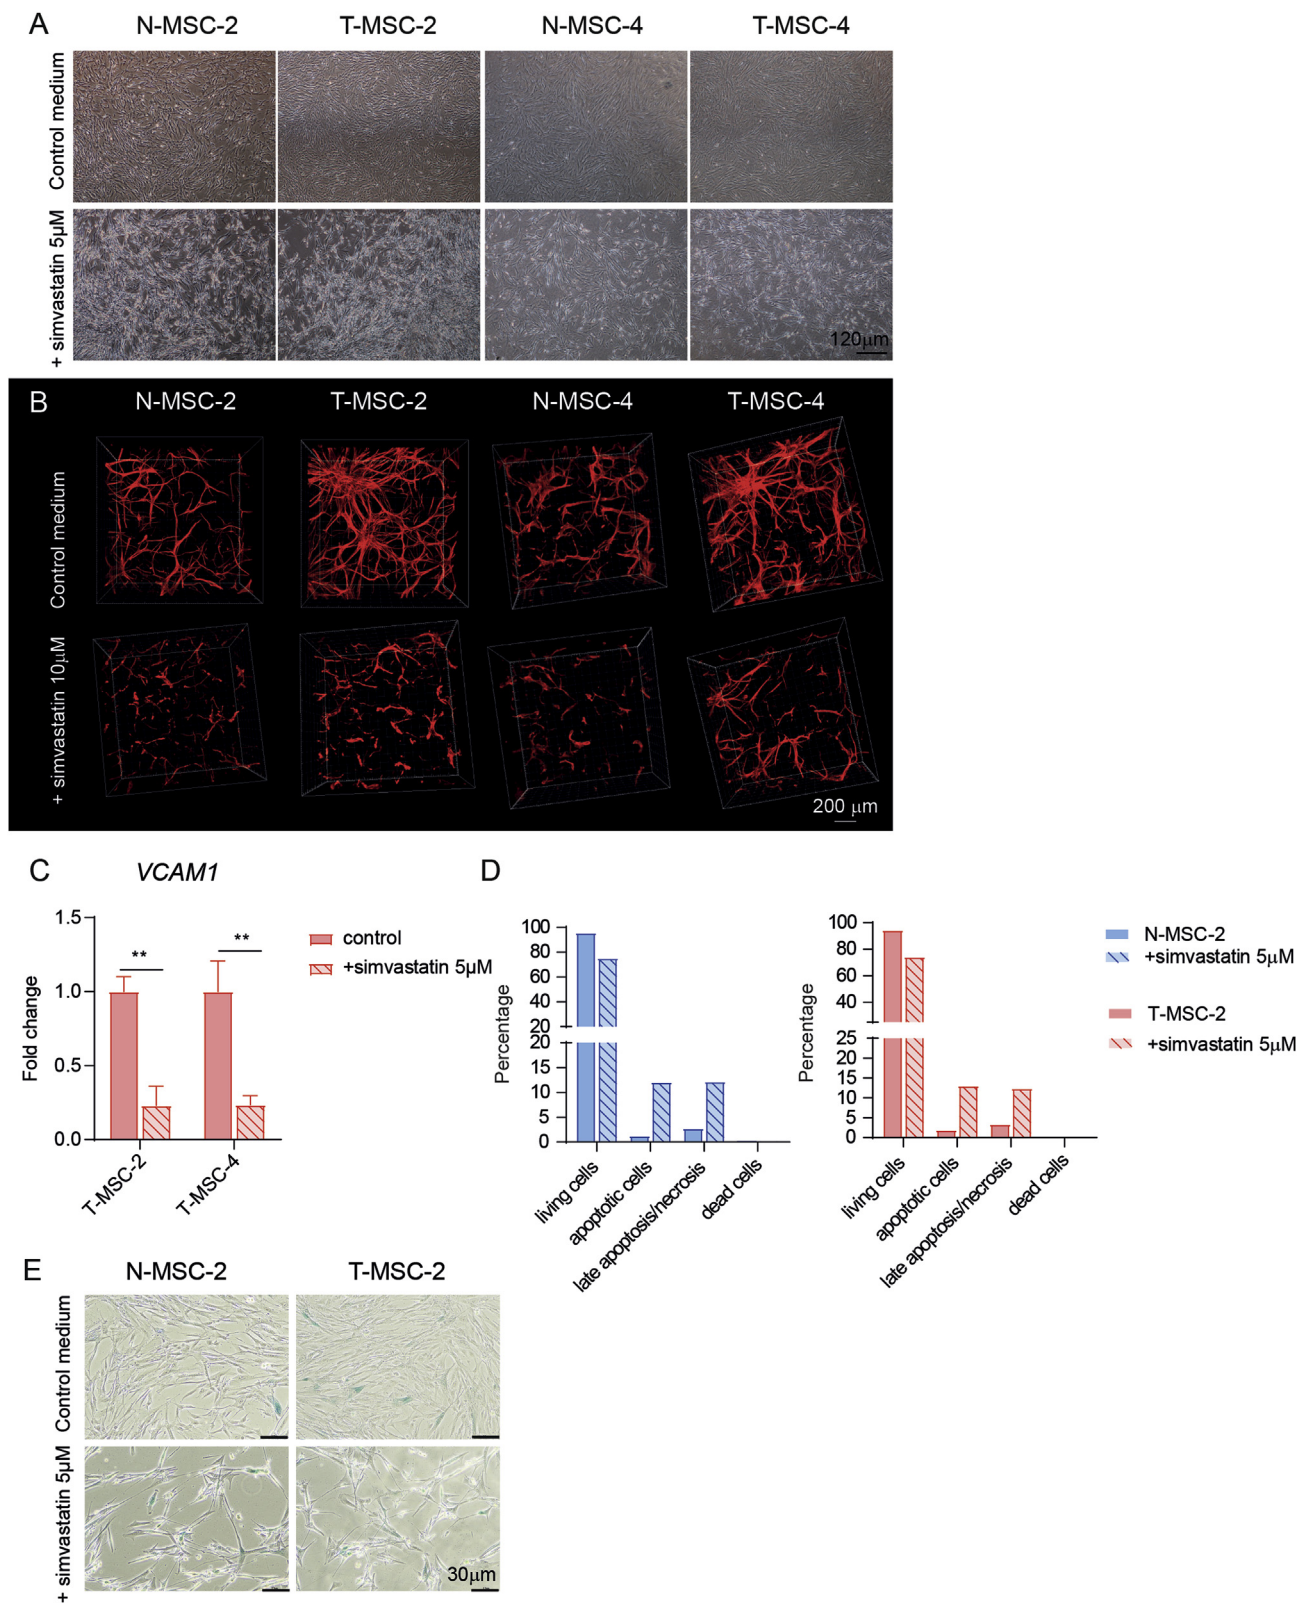 A
N-MSC-2
T-MSC-2
N-MSC-4
T-MSC-4
Control medium
+ simvastatin 5µM
120µm
B
N-MSC-2
T-MSC-2
N-MSC-4
T-MSC-4
Control medium
+ simvastatin 10µM
200 µm
C
VCAM1
Fold change
1.5
1.0
0.5
0.0
**
**
T-MSC-2
T-MSC-4
control
+simvastatin 5µM
D
Percentage
100
80
60
40
20
20
15
10
5
0
living cells
apoptotic cells
late apoptosis/necrosis
dead cells
Percentage
100
80
60
40
25
20
15
10
5
0
living cells
apoptotic cells
late apoptosis/necrosis
dead cells
N-MSC-2
+simvastatin 5µM
T-MSC-2
+simvastatin 5µM
E
N-MSC-2
T-MSC-2
Control medium
+ simvastatin 5µM
30µm